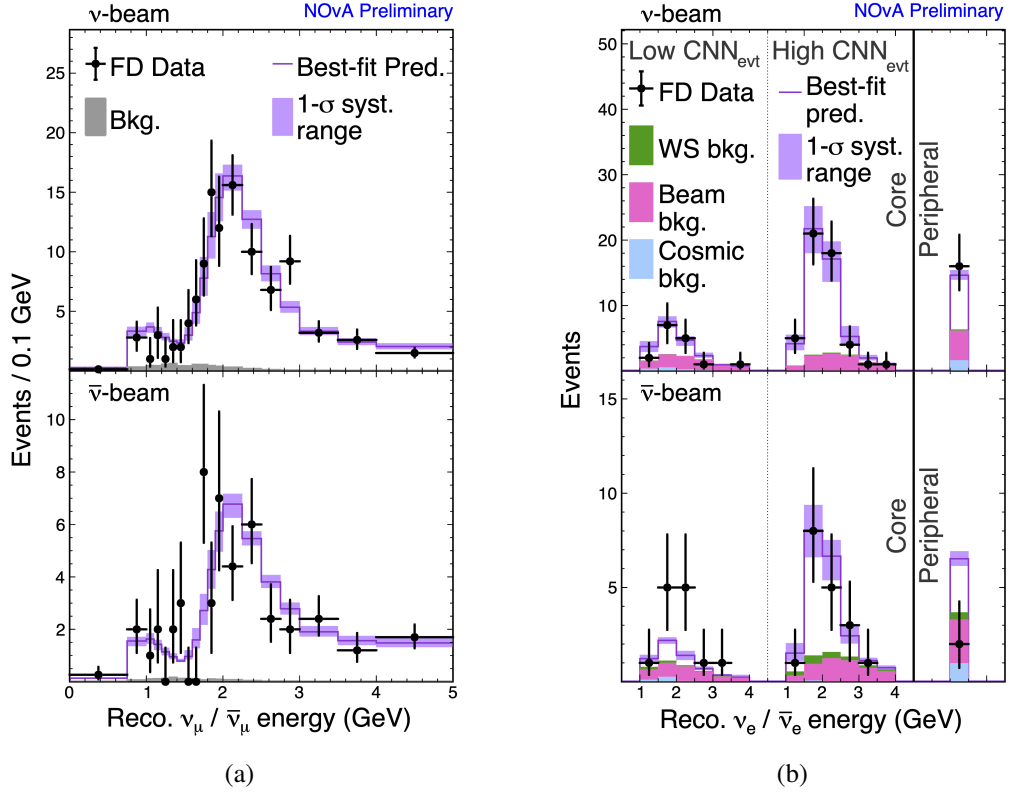 ν-beam
NOvA Preliminary
FD Data
Best-fit Pred.
Bkg.
1-σ syst.
range
25
20
15
10
5
ν̅-beam
10
8
6
4
2
0 1 2 3 4 5
Events / 0.1 GeV
Reco. νμ / ν̅μ energy (GeV)
(a)
ν-beam
NOvA Preliminary
Low CNNevt
High CNNevt
FD Data
Best-fit
pred.
WS bkg.
1-σ syst.
range
Beam
bkg.
Cosmic
bkg.
Core
Peripheral
50
40
30
20
10
ν̅-beam
Core
Peripheral
15
10
5
1 2 3 4 1 2 3 4
Events
Reco. νe / ν̅e energy (GeV)
(b)